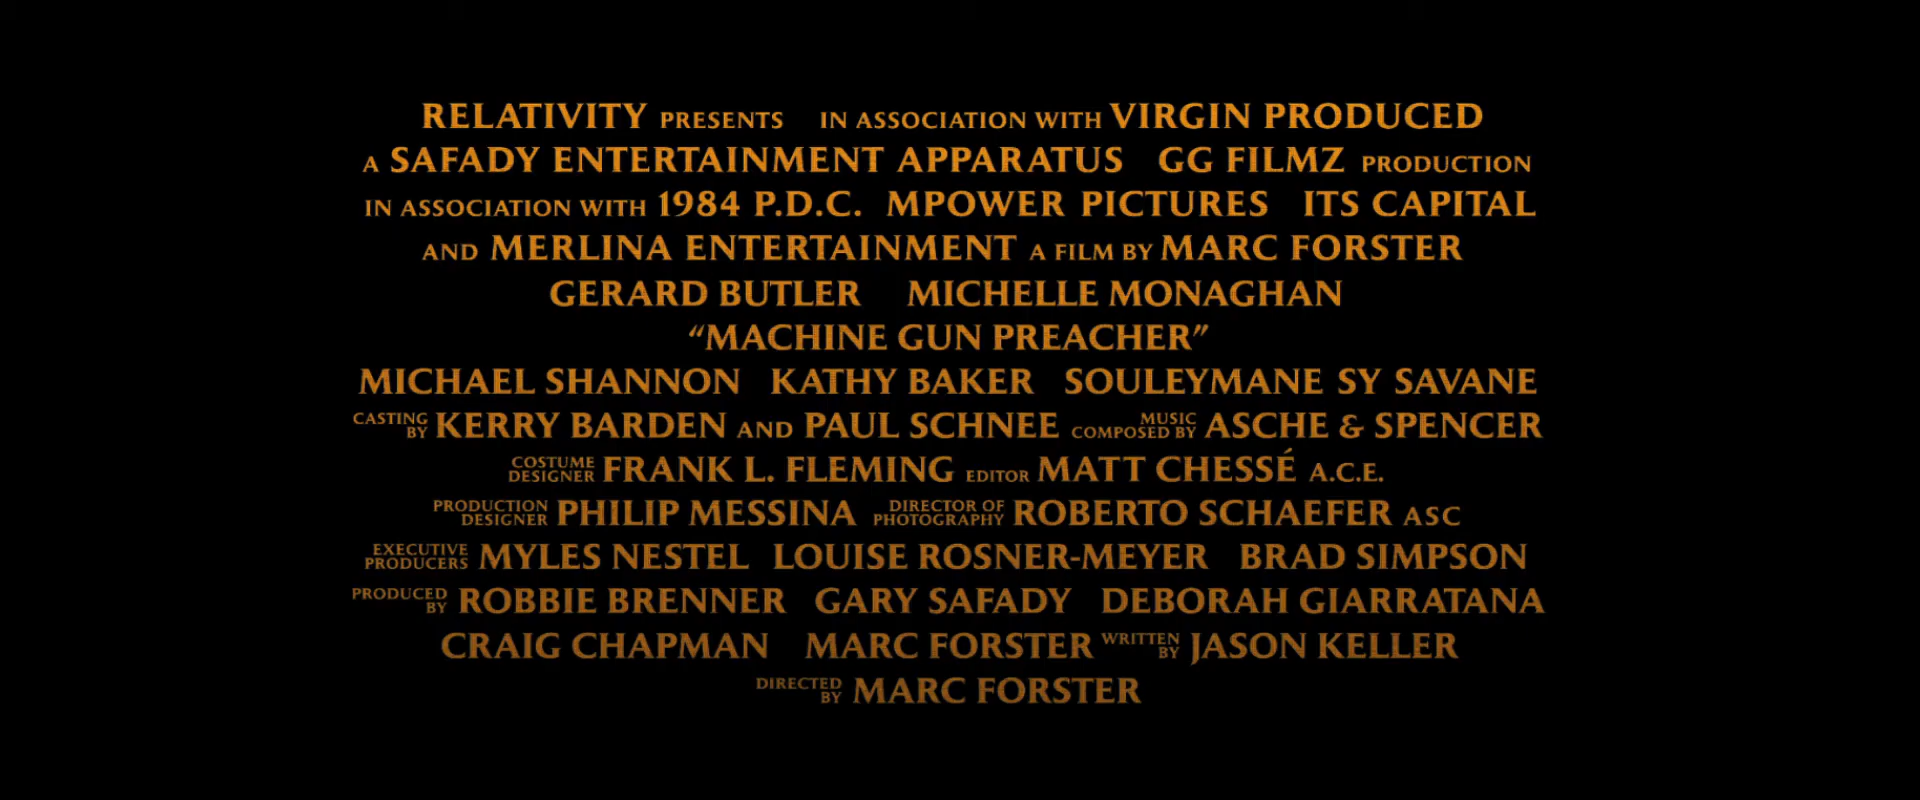 RELATIVITY PRESENTS IN ASSOCIATION WITH VIRGIN PRODUCED
A SAFADY ENTERTAINMENT APPARATUS GG FILMZ PRODUCTION
IN ASSOCIATION WITH 1984 P.D.C. MPOWER PICTURES ITS CAPITAL
AND MERLINA ENTERTAINMENT A FILM BY MARC FORSTER
GERARD BUTLER MICHELLE MONAGHAN
“MACHINE GUN PREACHER”
MICHAEL SHANNON KATHY BAKER SOULEYMANE SY SAVANE
CASTING BY KERRY BARDEN AND PAUL SCHNEE MUSIC COMPOSED BY ASCHE & SPENCER
COSTUME DESIGNER FRANK L. FLEMING EDITOR MATT CHESSÉ A.C.E.
PRODUCTION DESIGNER PHILIP MESSINA DIRECTOR OF PHOTOGRAPHY ROBERTO SCHAEFER ASC
EXECUTIVE PRODUCERS MYLES NESTEL LOUISE ROSNER-MEYER BRAD SIMPSON
PRODUCED BY ROBBIE BRENNER GARY SAFADY DEBORAH GIARRATANA
CRAIG CHAPMAN MARC FORSTER WRITTEN BY JASON KELLER
DIRECTED BY MARC FORSTER